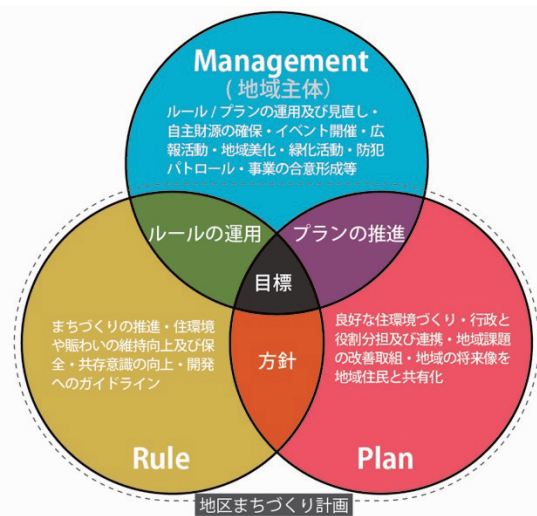 Management
(地域主体)
ルール / プランの運用及び見直し・
自主財源の確保・イベント開催・広
報活動・地域美化・緑化活動・防犯
パトロール・事業の合意形成等
ルールの運用
プランの推進
目標
まちづくりの推進・住環境
や賑わいの維持向上及び保
全・共存意識の向上・開発
へのガイドライン
方針
良好な住環境づくり・行政と
役割分担及び連携・地域課題
の改善取組・地域の将来像を
地域住民と共有化
Rule
Plan
地区まちづくり計画